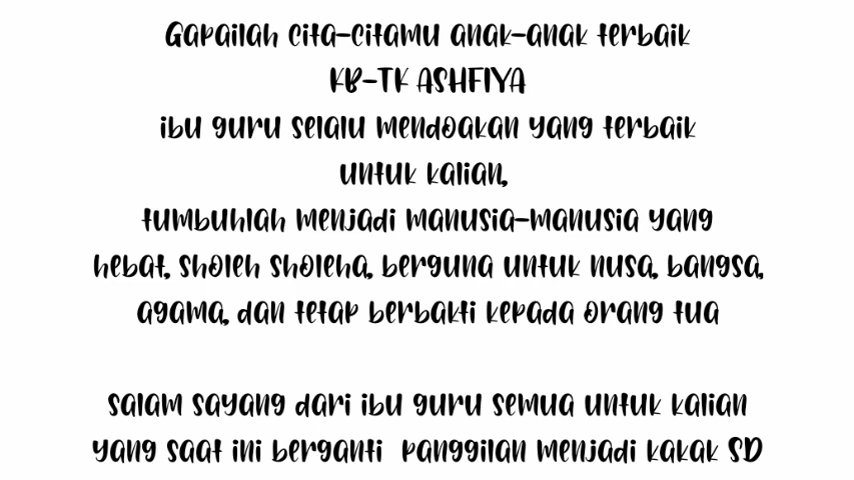 Gapailah cita-citamu anak-anak terbaik
KB-TK ASHFIYA
ibu guru selalu mendoakan yang terbaik
untuk kalian,
tumbuhlah menjadi manusia-manusia yang
hebat, sholeh sholeha, berguna untuk nusa, bangsa,
agama, dan tetap berbakti kepada orang tua
salam sayang dari ibu guru semua untuk kalian
yang saat ini berganti panggilan menjadi kakak SD